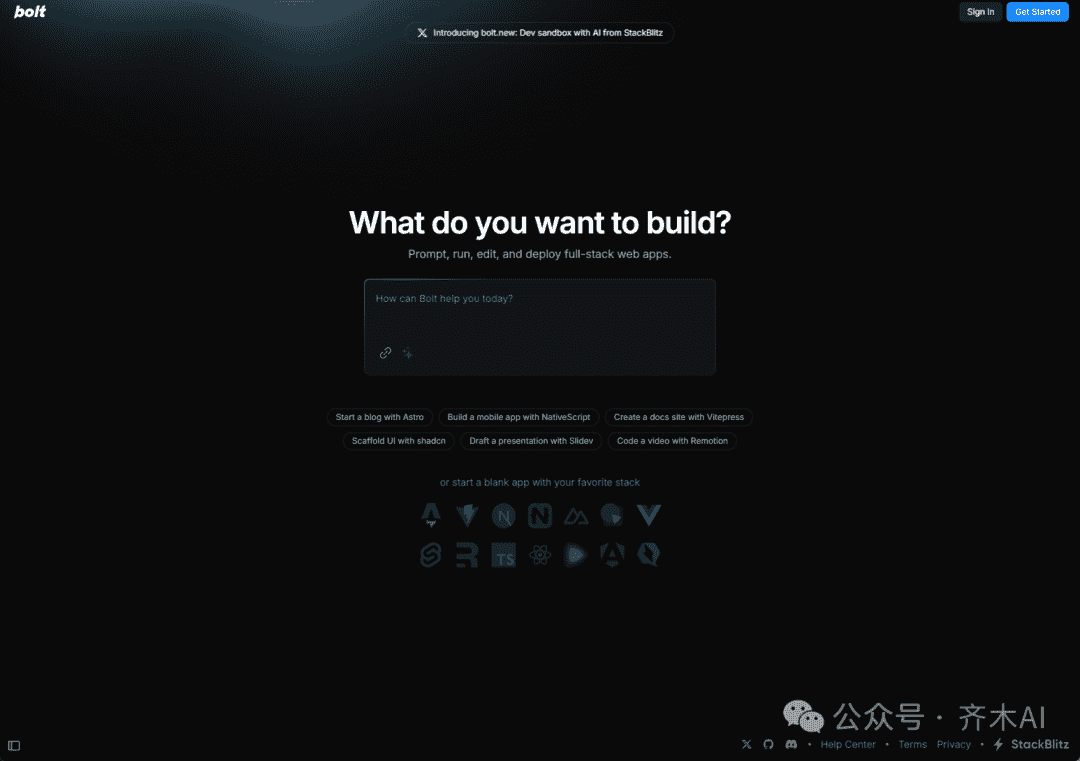 bolt
Sign In
Get Started
Introducing bolt.new: Dev sandbox with AI from StackBlitz
What do you want to build?
Prompt, run, edit, and deploy full-stack web apps.
How can Bolt help you today?
Start a blog with Astro
Build a mobile app with NativeScript
Create a docs site with Vitepress
Scaffold UI with shadcn
Draft a presentation with Slidev
Code a video with Remotion
or start a blank app with your favorite stack
TS
公众号 · 齐木AI
Help Center • Terms Privacy • StackBlitz